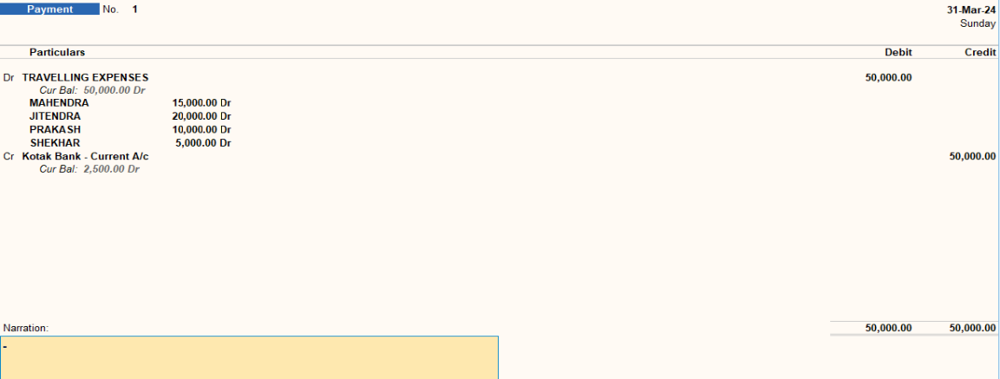 Payment No. 1 31-Mar-24
Sunday
Particulars Debit Credit
Dr TRAVELLING EXPENSES 50,000.00
Cur Bal: 50,000.00 Dr
MAHENDRA 15,000.00 Dr
JITENDRA 20,000.00 Dr
PRAKASH 10,000.00 Dr
SHEKHAR 5,000.00 Dr
Cr Kotak Bank - Current A/c 50,000.00
Cur Bal: 2,500.00 Dr
Narration: 50,000.00 50,000.00
-